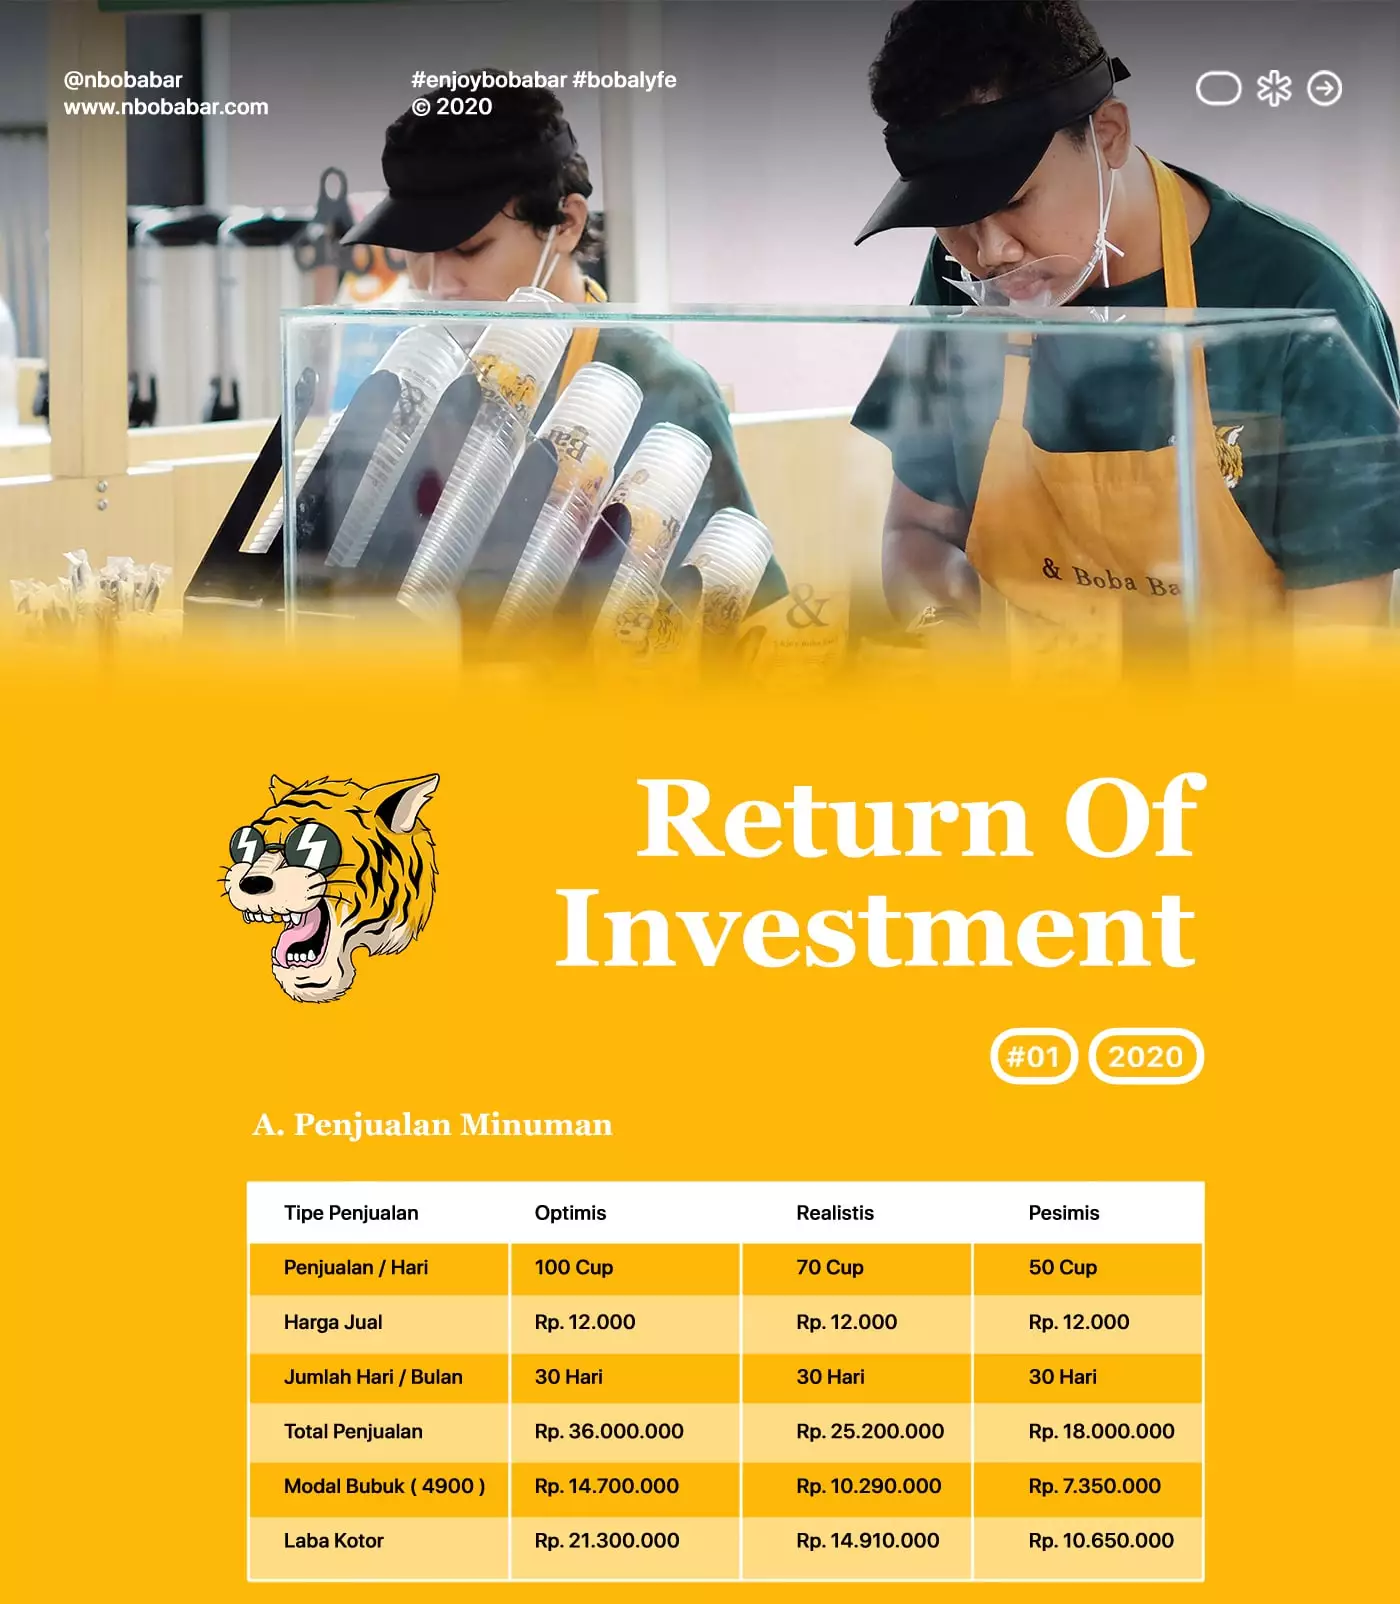 @nbobabar
www.nbobabar.com
#enjoybobabar #bobalyfe
© 2020
& Boba Ba
&
Return Of
Investment
#01 2020
A. Penjualan Minuman
Tipe Penjualan Optimis Realistis Pesimis
Penjualan / Hari 100 Cup 70 Cup 50 Cup
Harga Jual Rp. 12.000 Rp. 12.000 Rp. 12.000
Jumlah Hari / Bulan 30 Hari 30 Hari 30 Hari
Total Penjualan Rp. 36.000.000 Rp. 25.200.000 Rp. 18.000.000
Modal Bubuk ( 4900 ) Rp. 14.700.000 Rp. 10.290.000 Rp. 7.350.000
Laba Kotor Rp. 21.300.000 Rp. 14.910.000 Rp. 10.650.000